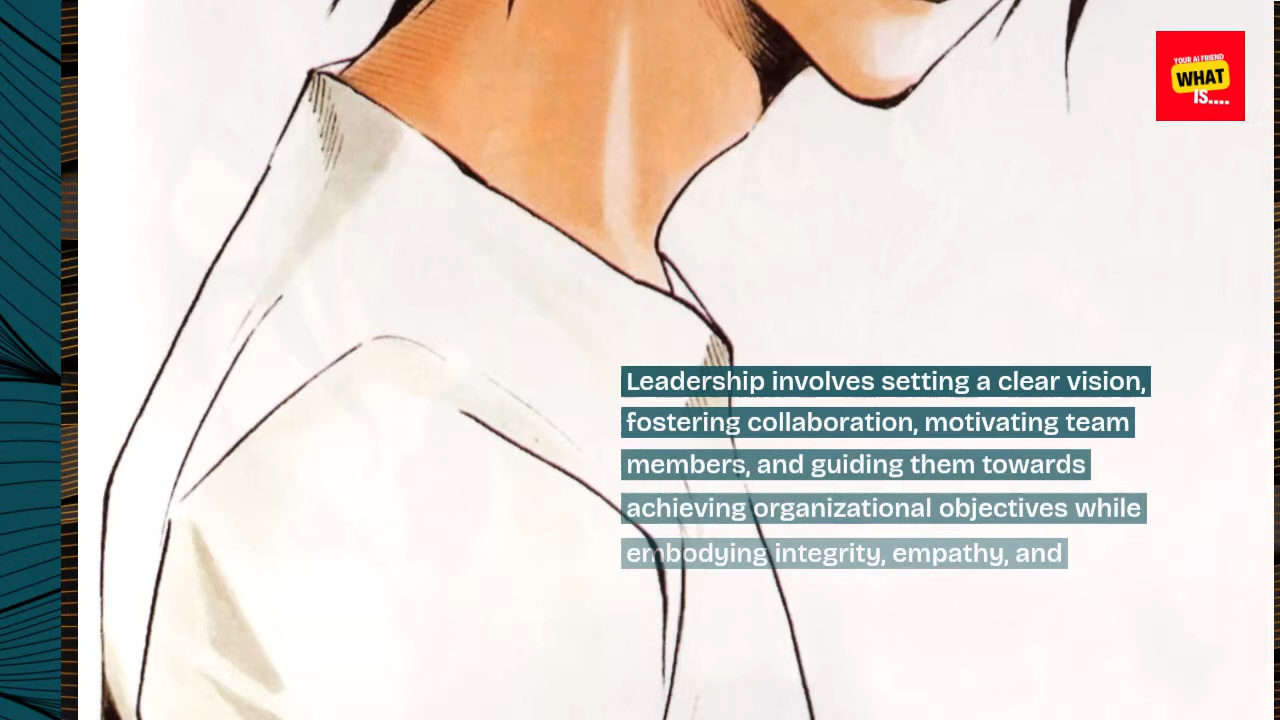 YOUR AI FRIEND
WHAT
IS....
Leadership involves setting a clear vision,
fostering collaboration, motivating team
members, and guiding them towards
achieving organizational objectives while
embodying integrity, empathy, and